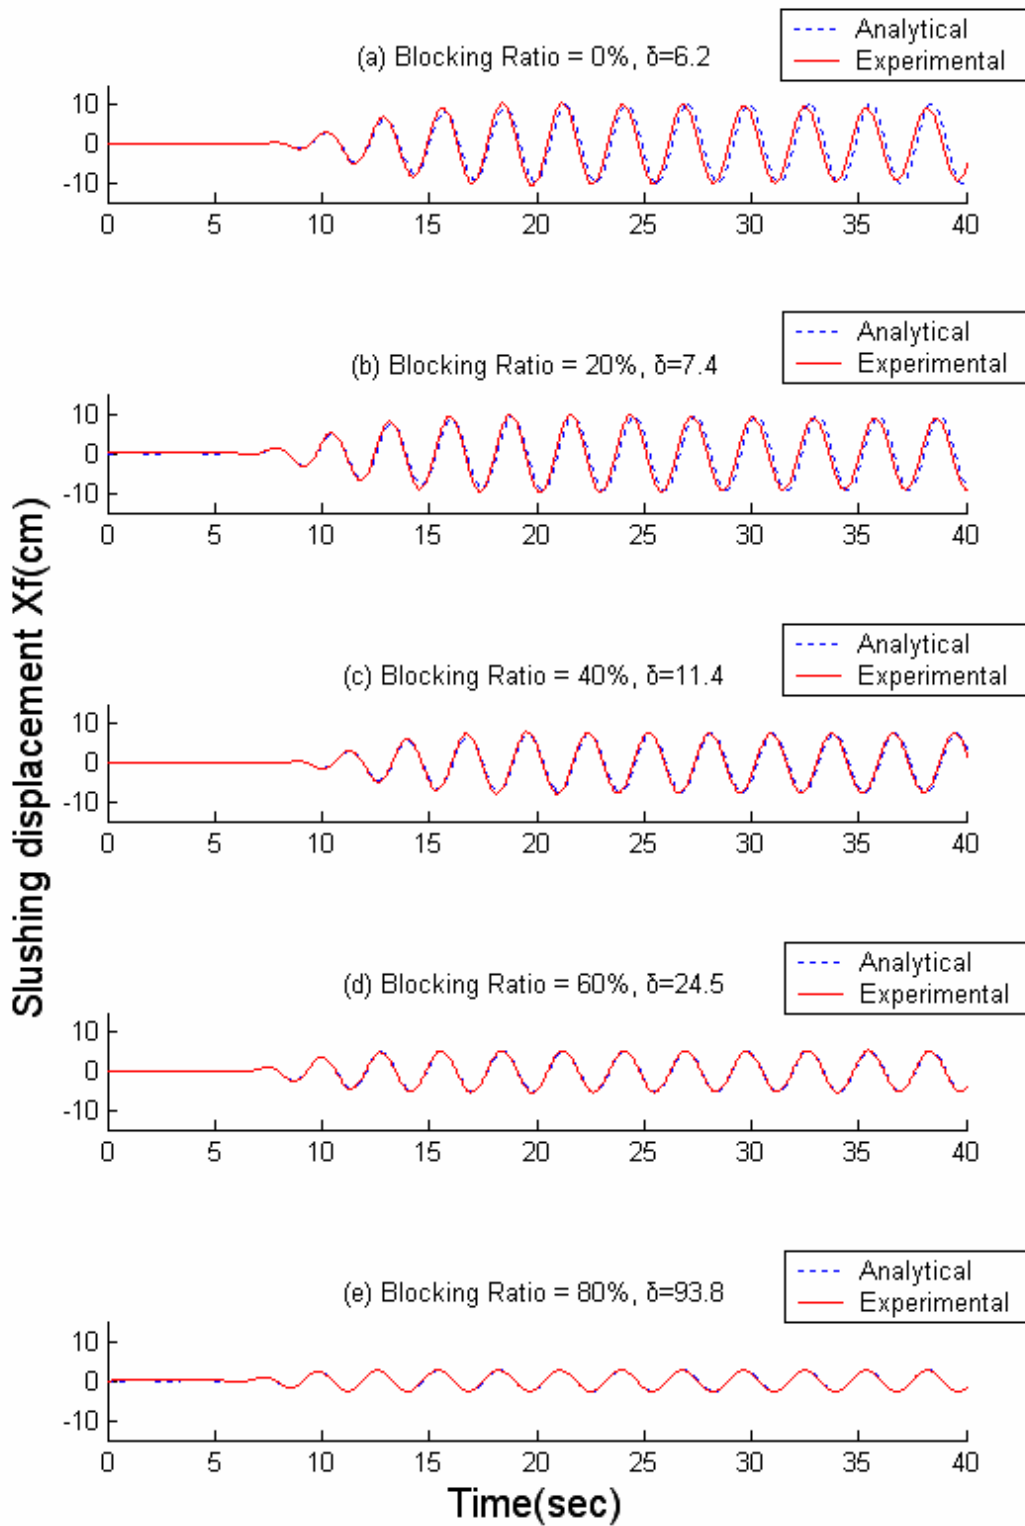 Analytical
Experimental
(a) Blocking Ratio = 0%, δ=6.2
10
0
-10
0 5 10 15 20 25 30 35 40
Analytical
Experimental
(b) Blocking Ratio = 20%, δ=7.4
10
0
-10
0 5 10 15 20 25 30 35 40
Analytical
Experimental
(c) Blocking Ratio = 40%, δ=11.4
10
0
-10
0 5 10 15 20 25 30 35 40
Analytical
Experimental
(d) Blocking Ratio = 60%, δ=24.5
10
0
-10
0 5 10 15 20 25 30 35 40
Analytical
Experimental
(e) Blocking Ratio = 80%, δ=93.8
10
0
-10
0 5 10 15 20 25 30 35 40
Slushing displacement Xf(cm)
Time(sec)